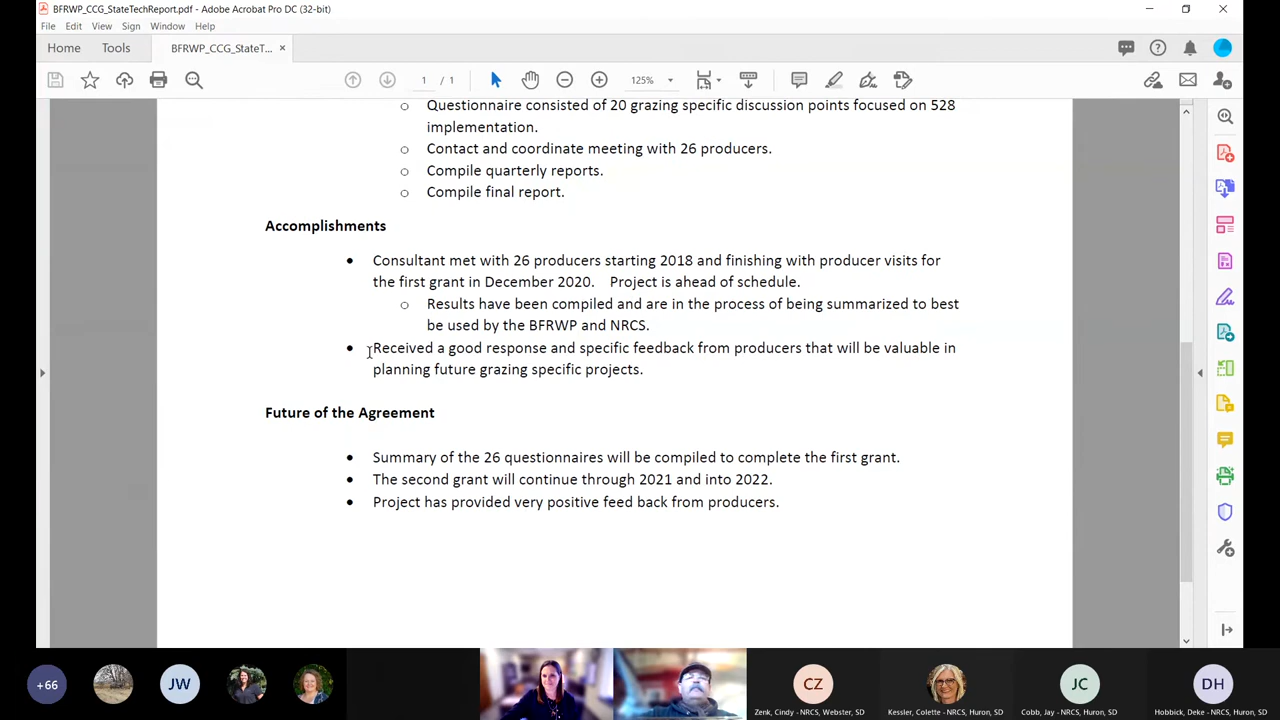 BFRWP_CCG_StateTechReport.pdf - Adobe Acrobat Pro DC (32-bit)
File Edit View Sign Window Help
Home Tools BFRWP_CCG_StateT... ×
1 / 1 125%
Questionnaire consisted of 20 grazing specific discussion points focused on 528
implementation.
Contact and coordinate meeting with 26 producers.
Compile quarterly reports.
Compile final report.
Accomplishments
Consultant met with 26 producers starting 2018 and finishing with producer visits for
the first grant in December 2020. Project is ahead of schedule.
Results have been compiled and are in the process of being summarized to best
be used by the BFRWP and NRCS.
Received a good response and specific feedback from producers that will be valuable in
planning future grazing specific projects.
Future of the Agreement
Summary of the 26 questionnaires will be compiled to complete the first grant.
The second grant will continue through 2021 and into 2022.
Project has provided very positive feed back from producers.
+66 JW CZ JC DH
Zenk, Cindy - NRCS, Webster, SD Kessler, Colette - NRCS, Huron, SD Cobb, Jay - NRCS, Huron, SD Hobbick, Deke - NRCS, Huron, SD